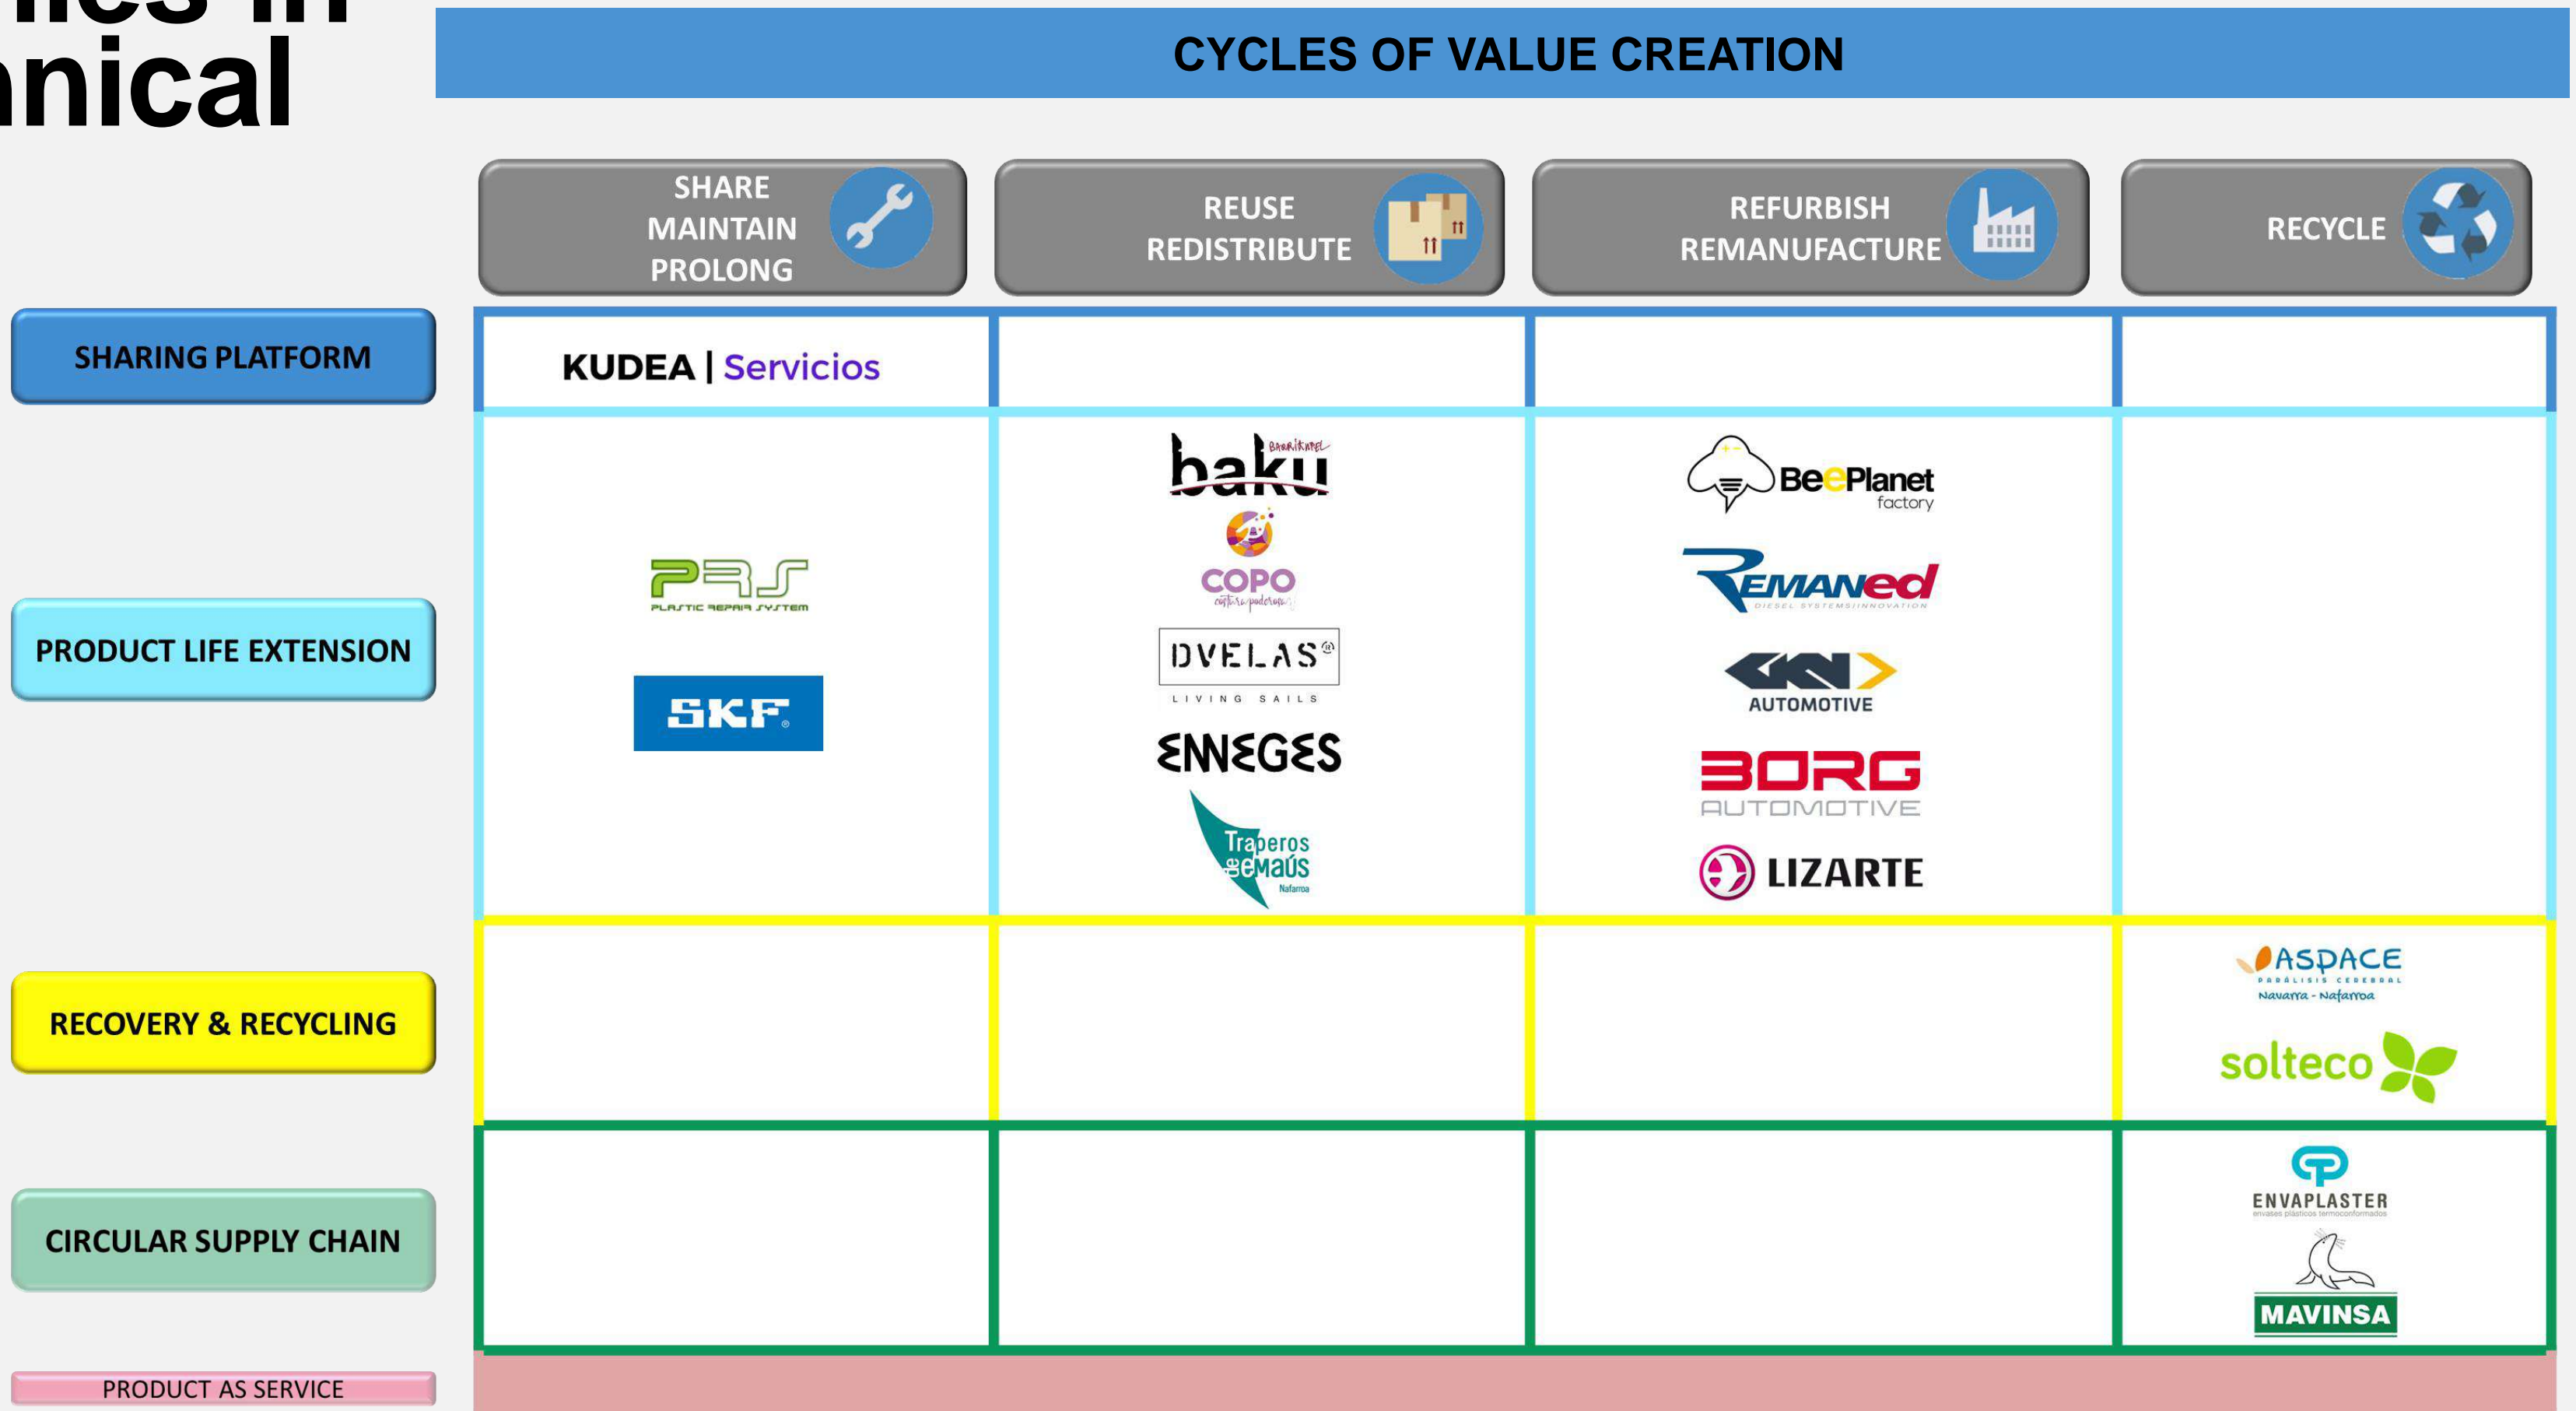 nical
CYCLES OF VALUE CREATION
SHARE
MAINTAIN
PROLONG
REUSE
REDISTRIBUTE
REFURBISH
REMANUFACTURE
RECYCLE
SHARING PLATFORM
KUDEA | Servicios
PRODUCT LIFE EXTENSION
PRS
PLASTIC REPAIR SYSTEM
SKF®
BARRIKUPEL
baku
COPO
costura poderosa
DVELAS®
LIVING SAILS
ENNEGES
Traperos
de emaús
Nafarroa
BeePlanet
factory
REMANed
DIESEL SYSTEMS INNOVATION
GKN
AUTOMOTIVE
BORG
AUTOMOTIVE
LIZARTE
RECOVERY & RECYCLING
ASPACE
PARÁLISIS CEREBRAL
Navarra - Nafarroa
solteco
CIRCULAR SUPPLY CHAIN
ENVAPLASTER
envases plásticos termoconformados
MAVINSA
PRODUCT AS SERVICE